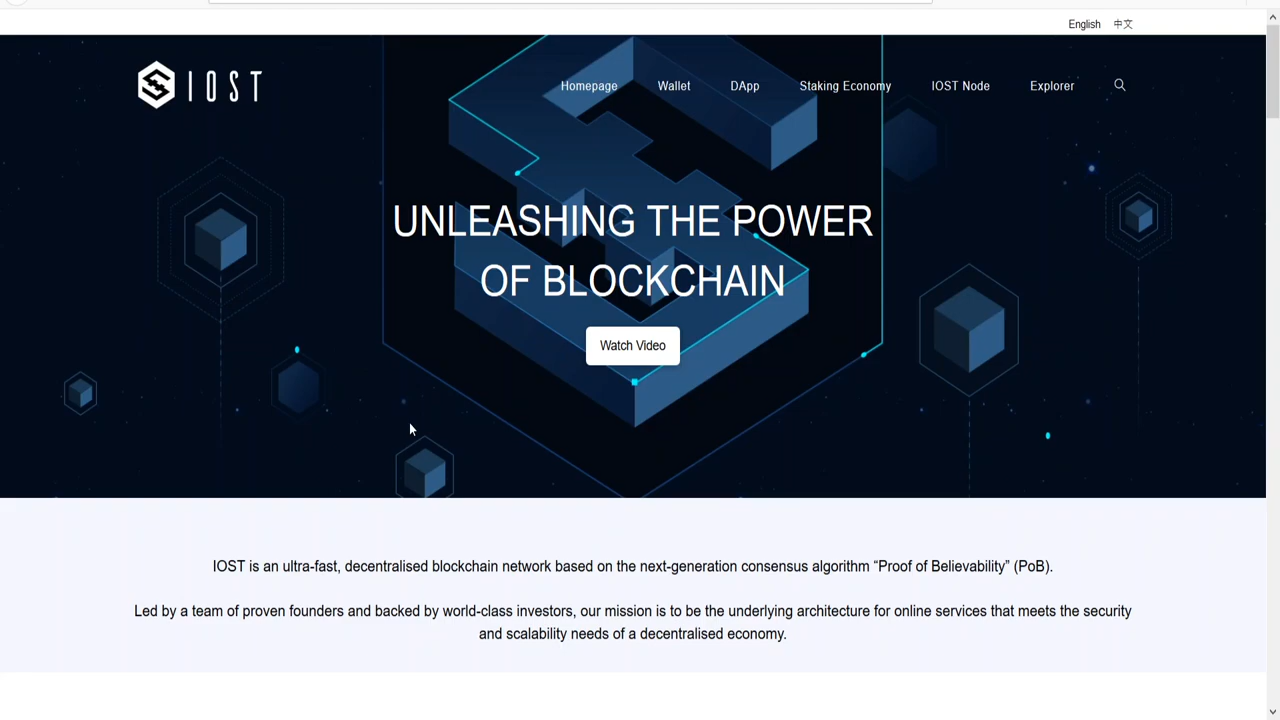 English 中文
IOST Homepage Wallet DApp Staking Economy IOST Node Explorer
UNLEASHING THE POWER
OF BLOCKCHAIN
Watch Video
IOST is an ultra-fast, decentralised blockchain network based on the next-generation consensus algorithm “Proof of Believability” (PoB).
Led by a team of proven founders and backed by world-class investors, our mission is to be the underlying architecture for online services that meets the security
and scalability needs of a decentralised economy.